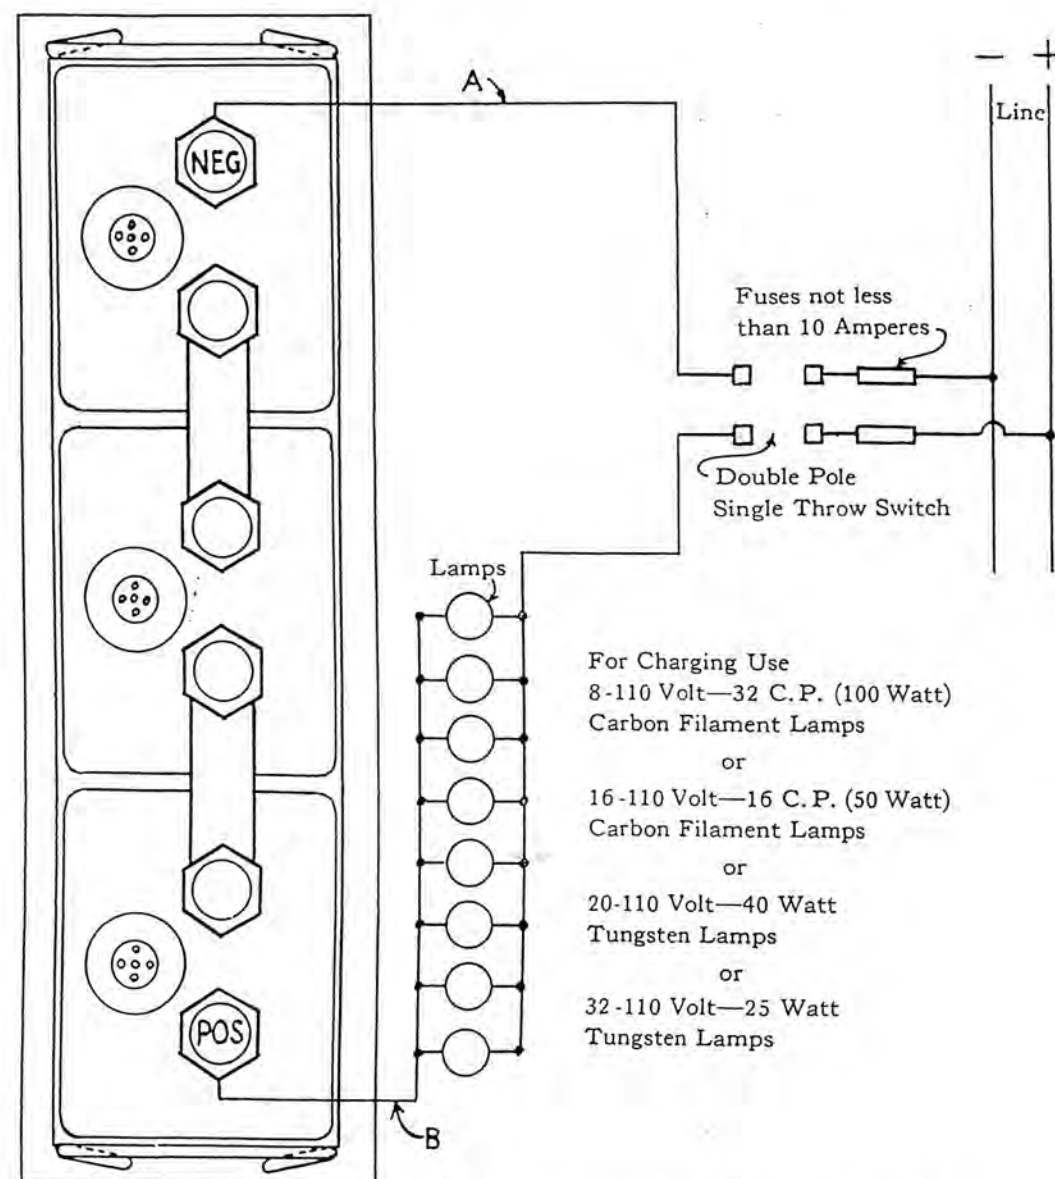 A
− +
Line
NEG
Fuses not less
than 10 Amperes
Double Pole
Single Throw Switch
Lamps
For Charging Use
8-110 Volt—32 C.P. (100 Watt)
Carbon Filament Lamps
or
16-110 Volt—16 C.P. (50 Watt)
Carbon Filament Lamps
or
20-110 Volt—40 Watt
Tungsten Lamps
or
32-110 Volt—25 Watt
Tungsten Lamps
POS
B